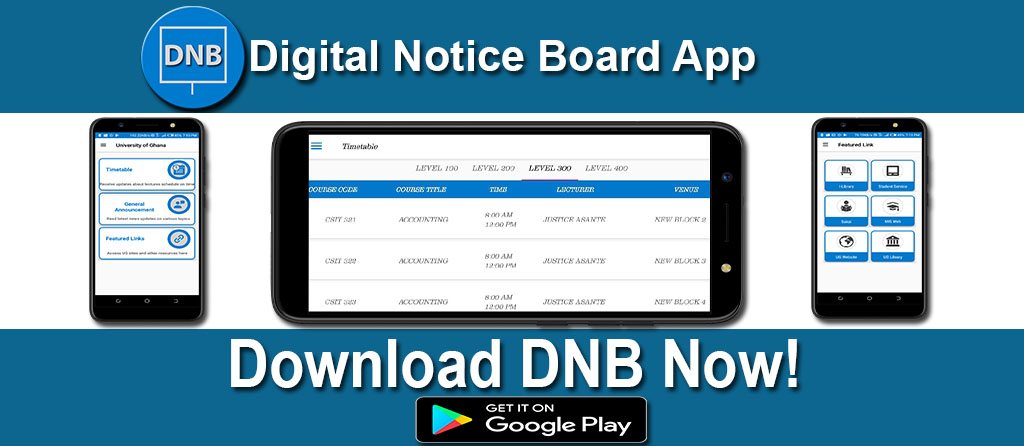 DNB
Digital Notice Board App
University of Ghana
Timetable
Receive updates about lectures schedule on time
General
Announcement
Read latest news updates on various topics
Featured Links
Access UG sites and other resources here
Timetable
LEVEL 100 LEVEL 200 LEVEL 300 LEVEL 400
COURSE CODE COURSE TITLE TIME LECTURER VENUE
CSIT 321 ACCOUNTING 8:00 AM JUSTICE ASANTE NEW BLOCK 2
12:00 PM
CSIT 322 ACCOUNTING 8:00 AM JUSTICE ASANTE NEW BLOCK 3
12:00 PM
CSIT 323 ACCOUNTING 8:00 AM JUSTICE ASANTE NEW BLOCK 4
12:00 PM
Featured Link
Student Service
Sakai
MIS Web
UG Website
UG Library
Download DNB Now!
GET IT ON
Google Play